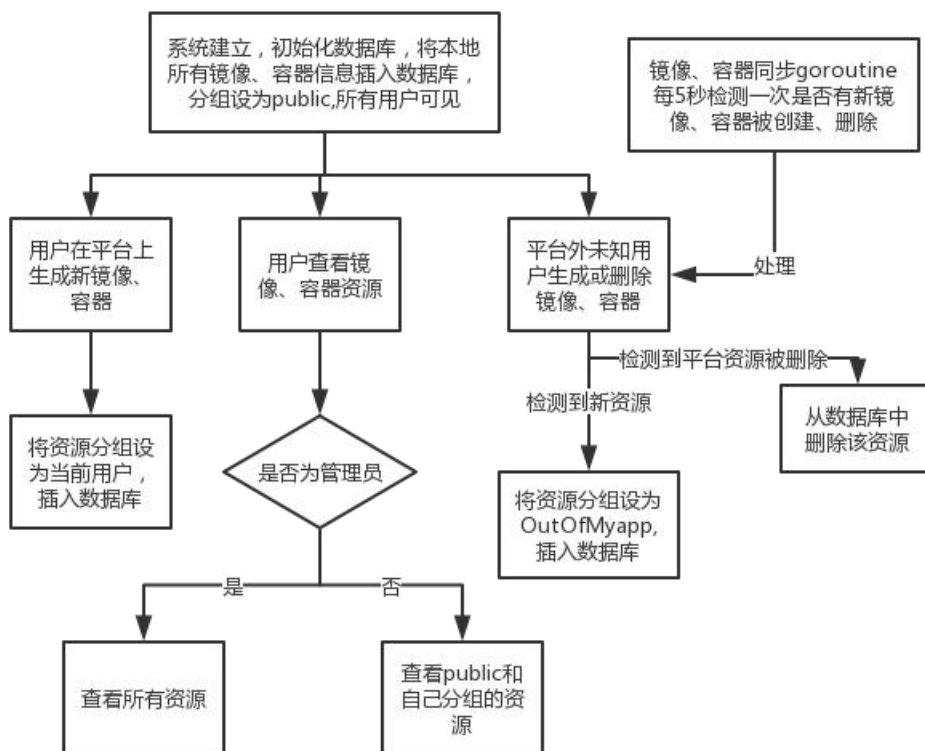 系统建立，初始化数据库，将本地
所有镜像、容器信息插入数据库，
分组设为public,所有用户可见
镜像、容器同步goroutine
每5秒检测一次是否有新镜
像、容器被创建、删除
用户在平台上
生成新镜像、
容器
用户查看镜
像、容器资源
平台外未知用
户生成或删除
镜像、容器
处理
检测到平台资源被删除
检测到新资源
从数据库中
删除该资源
将资源分组设
为当前用户，
插入数据库
是否为管理员
将资源分组设为
OutOfMyapp,
插入数据库
是
否
查看所有资源
查看public和
自己分组的资
源